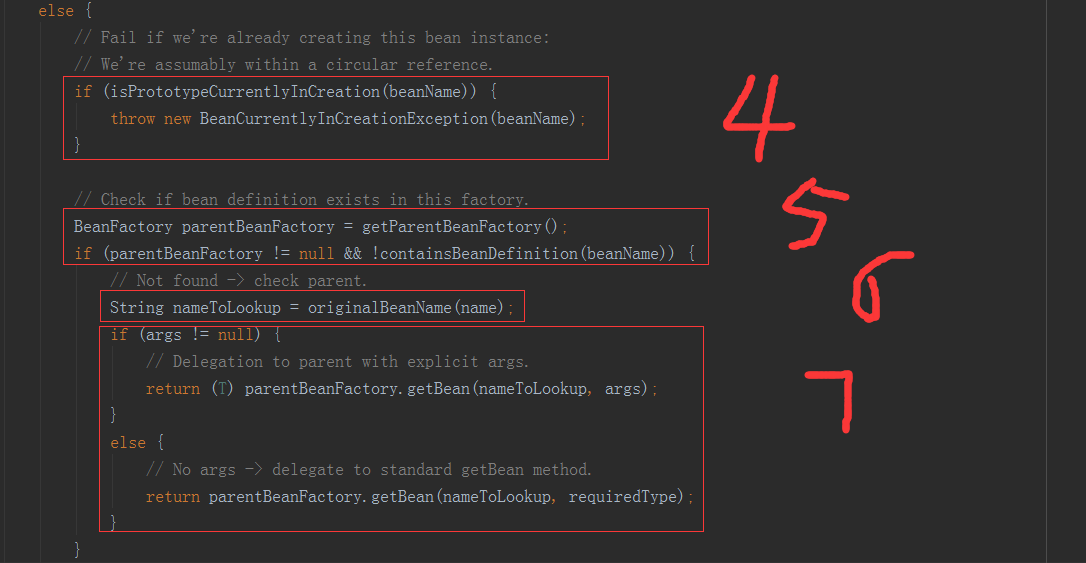 else {
// Fail if we're already creating this bean instance:
// We're assumably within a circular reference.
if (isPrototypeCurrentlyInCreation(beanName)) {
throw new BeanCurrentlyInCreationException(beanName);
}
4
// Check if bean definition exists in this factory.
BeanFactory parentBeanFactory = getParentBeanFactory();
if (parentBeanFactory != null && !containsBeanDefinition(beanName)) {
5
// Not found -> check parent.
String nameToLookup = originalBeanName(name);
6
if (args != null) {
// Delegation to parent with explicit args.
return (T) parentBeanFactory.getBean(nameToLookup, args);
}
else {
// No args -> delegate to standard getBean method.
return parentBeanFactory.getBean(nameToLookup, requiredType);
}
7
}